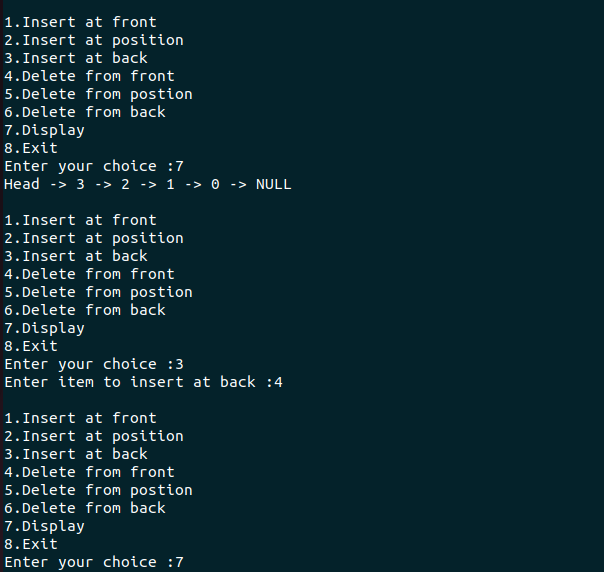 1.Insert at front
2.Insert at position
3.Insert at back
4.Delete from front
5.Delete from postion
6.Delete from back
7.Display
8.Exit
Enter your choice :7
Head -> 3 -> 2 -> 1 -> 0 -> NULL
1.Insert at front
2.Insert at position
3.Insert at back
4.Delete from front
5.Delete from postion
6.Delete from back
7.Display
8.Exit
Enter your choice :3
Enter item to insert at back :4
1.Insert at front
2.Insert at position
3.Insert at back
4.Delete from front
5.Delete from postion
6.Delete from back
7.Display
8.Exit
Enter your choice :7